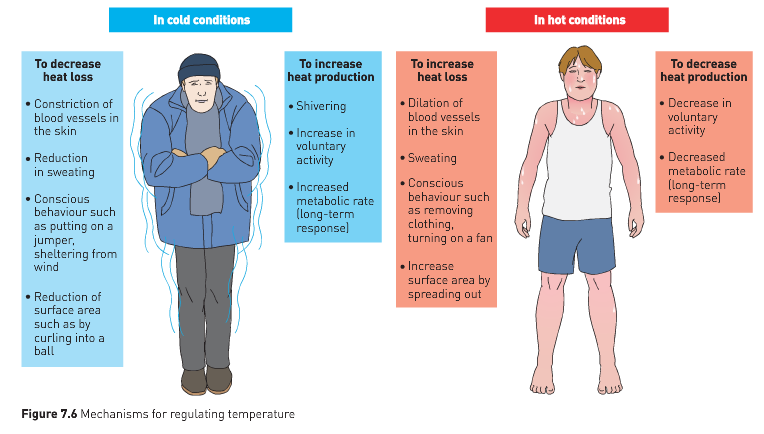 In cold conditions
To decrease
heat loss
• Constriction of
blood vessels in
the skin
• Reduction
in sweating
• Conscious
behaviour such
as putting on a
jumper,
sheltering from
wind
• Reduction of
surface area
such as by
curling into a
ball
To increase
heat production
• Shivering
• Increase in
voluntary
activity
• Increased
metabolic rate
(long-term
response)
In hot conditions
To increase
heat loss
• Dilation of
blood vessels
in the skin
• Sweating
• Conscious
behaviour such
as removing
clothing,
turning on a fan
• Increase
surface area by
spreading out
To decrease
heat production
• Decrease in
voluntary
activity
• Decreased
metabolic rate
(long-term
response)
Figure 7.6 Mechanisms for regulating temperature